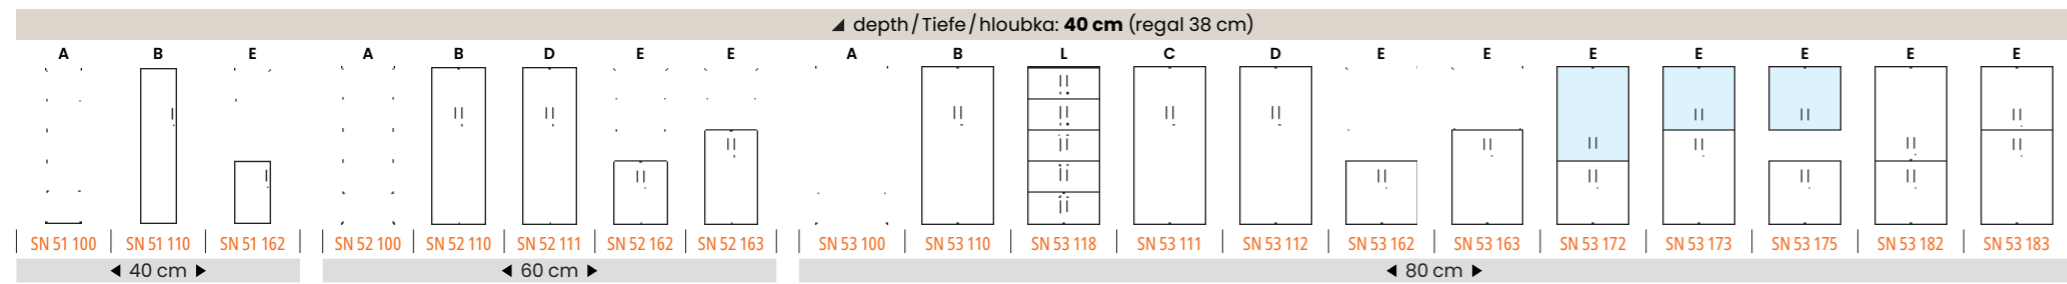 depth / Tiefe / hloubka: 40 cm (regal 38 cm)
A B E A B D E E A B L C D E E E E E E E
SN 51 100 SN 51 110 SN 51 162 SN 52 100 SN 52 110 SN 52 111 SN 52 162 SN 52 163 SN 53 100 SN 53 110 SN 53 118 SN 53 111 SN 53 112 SN 53 162 SN 53 163 SN 53 172 SN 53 173 SN 53 175 SN 53 182 SN 53 183
40 cm 60 cm 80 cm